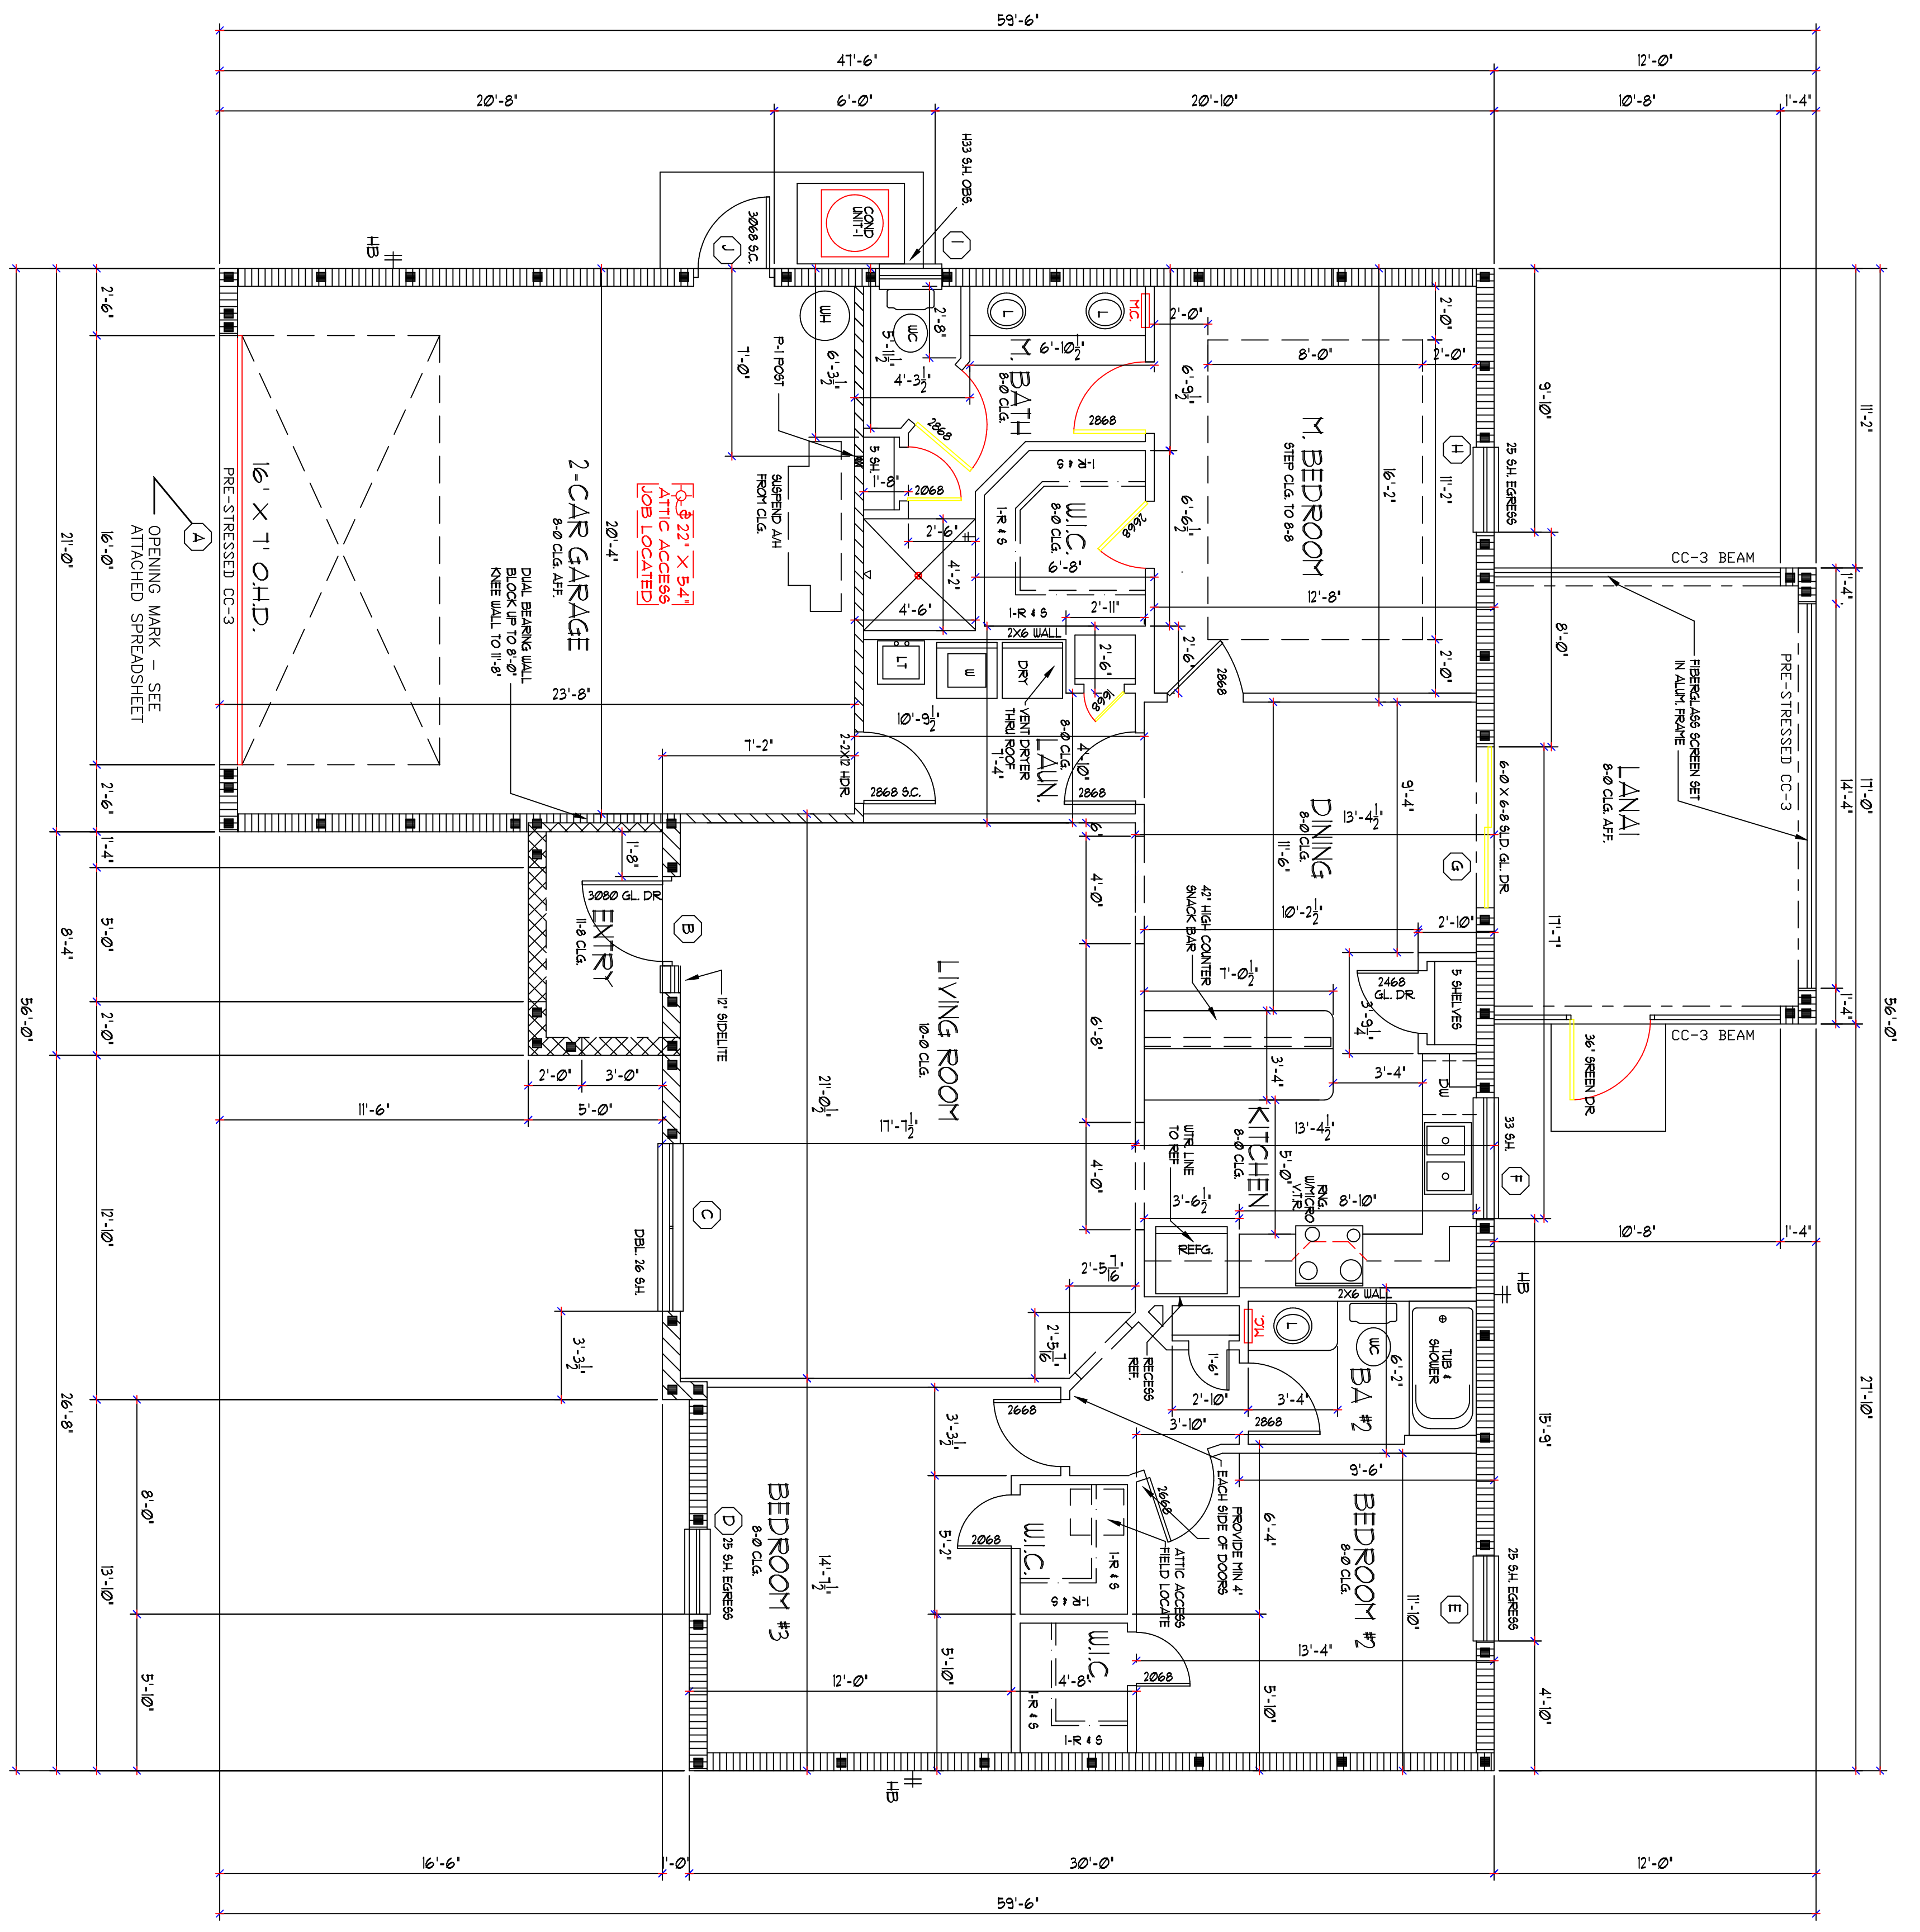 59'-6"
47'-6"
12'-0"
20'-8"
6'-0"
20'-10"
10'-8"
1'-4"
H33 S.H. OBS.
COND
UNIT-1
3068 S.C.
HB
J
I
2'-6"
21'-0"
16'-0"
2'-6"
PRE-STRESSED CC-3
16' X 7' O.H.D.
A
OPENING MARK - SEE
ATTACHED SPREADSHEET
2-CAR GARAGE
8-0 CLG. AFF.
20'-4"
23'-8"
22" X 54"
ATTIC ACCESS
JOB LOCATED
DUAL BEARING WALL
BLOCK UP TO 8'-0"
KNEE WALL TO 11'-8"
7'-0"
P-1 POST
6'-3 1/2"
WH
SUSPEND A/H
FROM CLG.
7'-2"
2-2X12 HDR.
5'-11 1/2"
WC
2'-8"
4'-3 1/2"
L
L
M.C.
6'-10 1/2"
M. BATH
8-0 CLG.
2868
2868
2068
5 SH.
1'-8"
2'-6"
4'-2"
4'-6"
1-R & S
1-R & S
1-R & S
W.I.C.
8-0 CLG.
6'-8"
2668
2'-11"
2X6 WALL
2'-0"
6'-9 1/2"
6'-6 1/2"
2'-6"
2'-6"
8'-0"
2'-0"
2'-0"
11'-2"
2'-0"
16'-2"
12'-8"
M. BEDROOM
STEP CLG. TO 8-8
2868
H
25 S.H. EGRESS
9'-10"
11'-2"
8'-0"
LT
W
DRY
VENT DRYER
THRU ROOF
LAUN.
8-0 CLG.
10'-9 1/2"
7'-4"
4'-10"
1668
2868 S.C.
2868
CC-3 BEAM
FIBERGLASS SCREEN SET
IN ALUM. FRAME
PRE-STRESSED CC-3
LANAI
8-0 CLG. AFF.
1'-4"
17'-0"
14'-4"
1'-4"
56'-0"
CC-3 BEAM
36" SREEN DR
17'-7"
6-0 X 6-8 SLD. GL. DR
G
DINING
8-0 CLG.
9'-4"
13'-4 1/2"
11'-6"
10'-2 1/2"
2'-10"
42" HIGH COUNTER
SNACK BAR
7'-0 1/2"
2468
GL. DR.
5 SHELVES
3'-9 1/4"
3'-4"
3'-4"
DW
KITCHEN
8-0 CLG.
13'-4 1/2"
5'-0"
33 S.H.
F
RNG.
W/MICRO
V.T.R.
8'-10"
WTR LINE
TO REF
3'-6 1/2"
REFG.
10'-8"
1'-4"
HB
6"
4'-0"
6'-8"
4'-0"
2'-5 7/16"
2'-5 7/16"
LIVING ROOM
10-0 CLG.
21'-0 1/2"
17'-7 1/2"
1'-8"
3080 GL. DR
ENTRY
11-8 CLG.
B
12" SIDELITE
2'-0"
3'-0"
11'-6"
5'-0"
1'-4"
5'-0"
8'-4"
2'-0"
56'-0"
12'-10"
26'-8"
C
DBL. 26 S.H.
3'-3 1/2"
RECESS
REF.
M.C.
L
WC
2X6 WALL
TUB &
SHOWER
6'-2"
BA #2
1'-6"
2'-10"
3'-4"
3'-10"
2868
9'-6"
27'-10"
15'-9"
2668
3'-3 1/2"
2668
EACH SIDE OF DOORS
PROVIDE MIN 4"
ATTIC ACCESS
FIELD LOCATE
6'-4"
BEDROOM #2
8-0 CLG.
11'-10"
13'-4"
E
25 S.H. EGRESS
4'-10"
5'-10"
8'-0"
13'-10"
5'-10"
D
25 S.H. EGRESS
BEDROOM #3
8-0 CLG.
14'-7 1/2"
5'-2"
5'-10"
2068
W.I.C.
1-R & S
1-R & S
W.I.C.
4'-8"
2068
1-R & S
1-R & S
12'-0"
HB
16'-6"
1'-0"
30'-0"
12'-0"
59'-6"